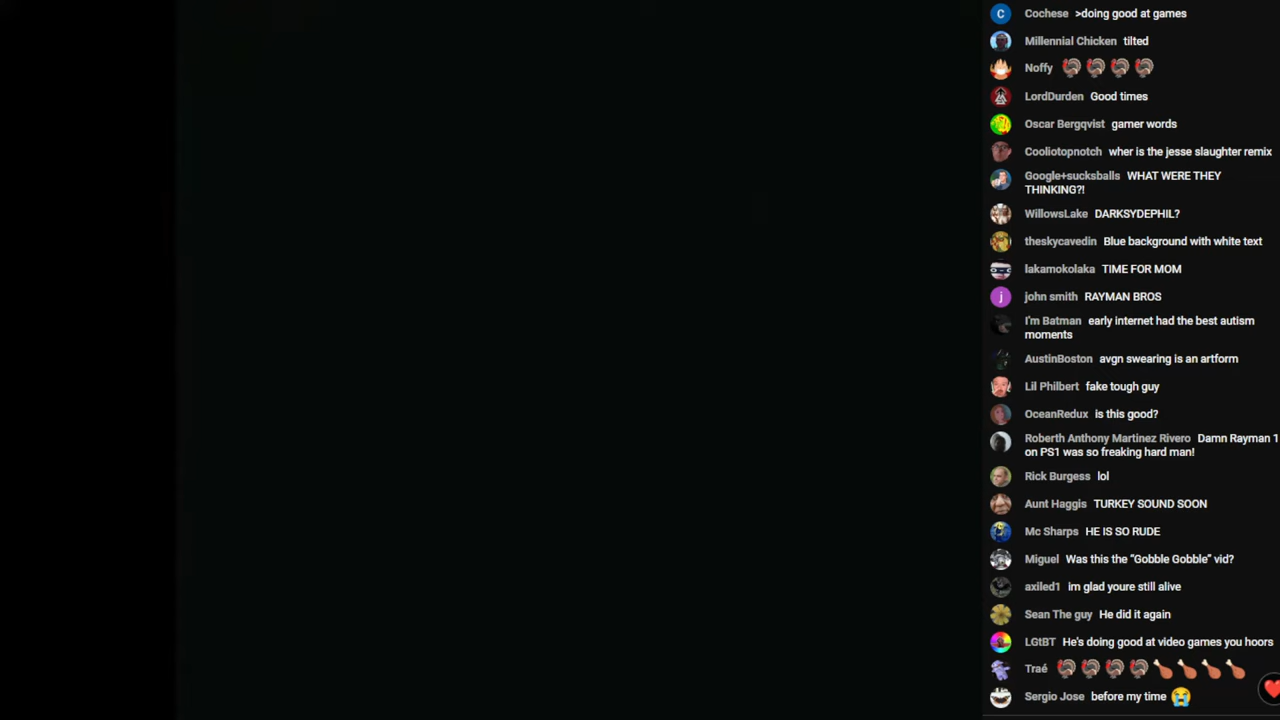 C Cochese >doing good at games
Millennial Chicken tilted
Noffy 🦃🦃🦃🦃
LordDurden Good times
Oscar Bergqvist gamer words
Cooliotopnotch wher is the jesse slaughter remix
Google+sucksballs WHAT WERE THEY
THINKING?!
WillowsLake DARKSYDEPHIL?
theskycavedin Blue background with white text
lakamokolaka TIME FOR MOM
j john smith RAYMAN BROS
I'm Batman early internet had the best autism
moments
AustinBoston avgn swearing is an artform
Lil Philbert fake tough guy
OceanRedux is this good?
Roberth Anthony Martinez Rivero Damn Rayman 1
on PS1 was so freaking hard man!
Rick Burgess lol
Aunt Haggis TURKEY SOUND SOON
Mc Sharps HE IS SO RUDE
Miguel Was this the “Gobble Gobble” vid?
axiled1 im glad youre still alive
Sean The guy He did it again
LGtBT He's doing good at video games you hoors
Traé 🦃🦃🦃🦃🍗🍗🍗🍗
Sergio Jose before my time 😭